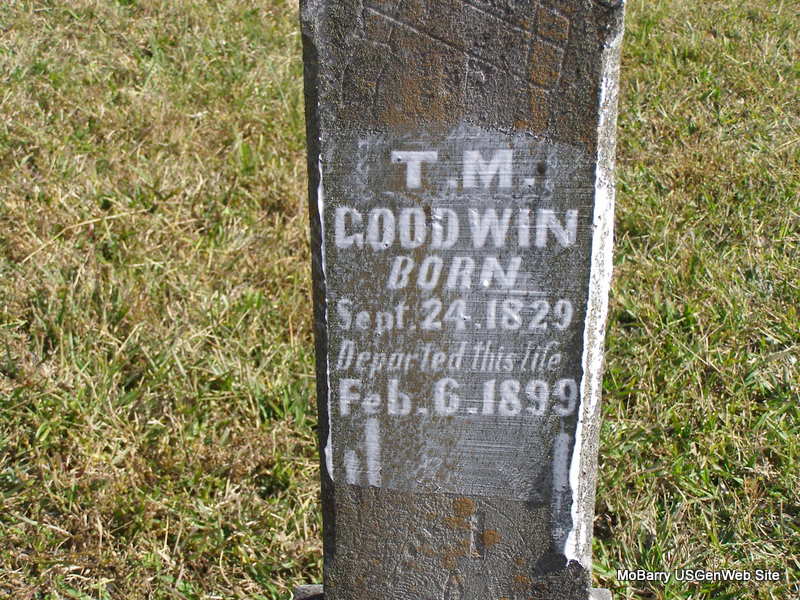 T.M.
GOODWIN
BORN
Sept. 24. 1829
Departed this life
Feb. 6. 1899
MoBarry USGenWeb Site